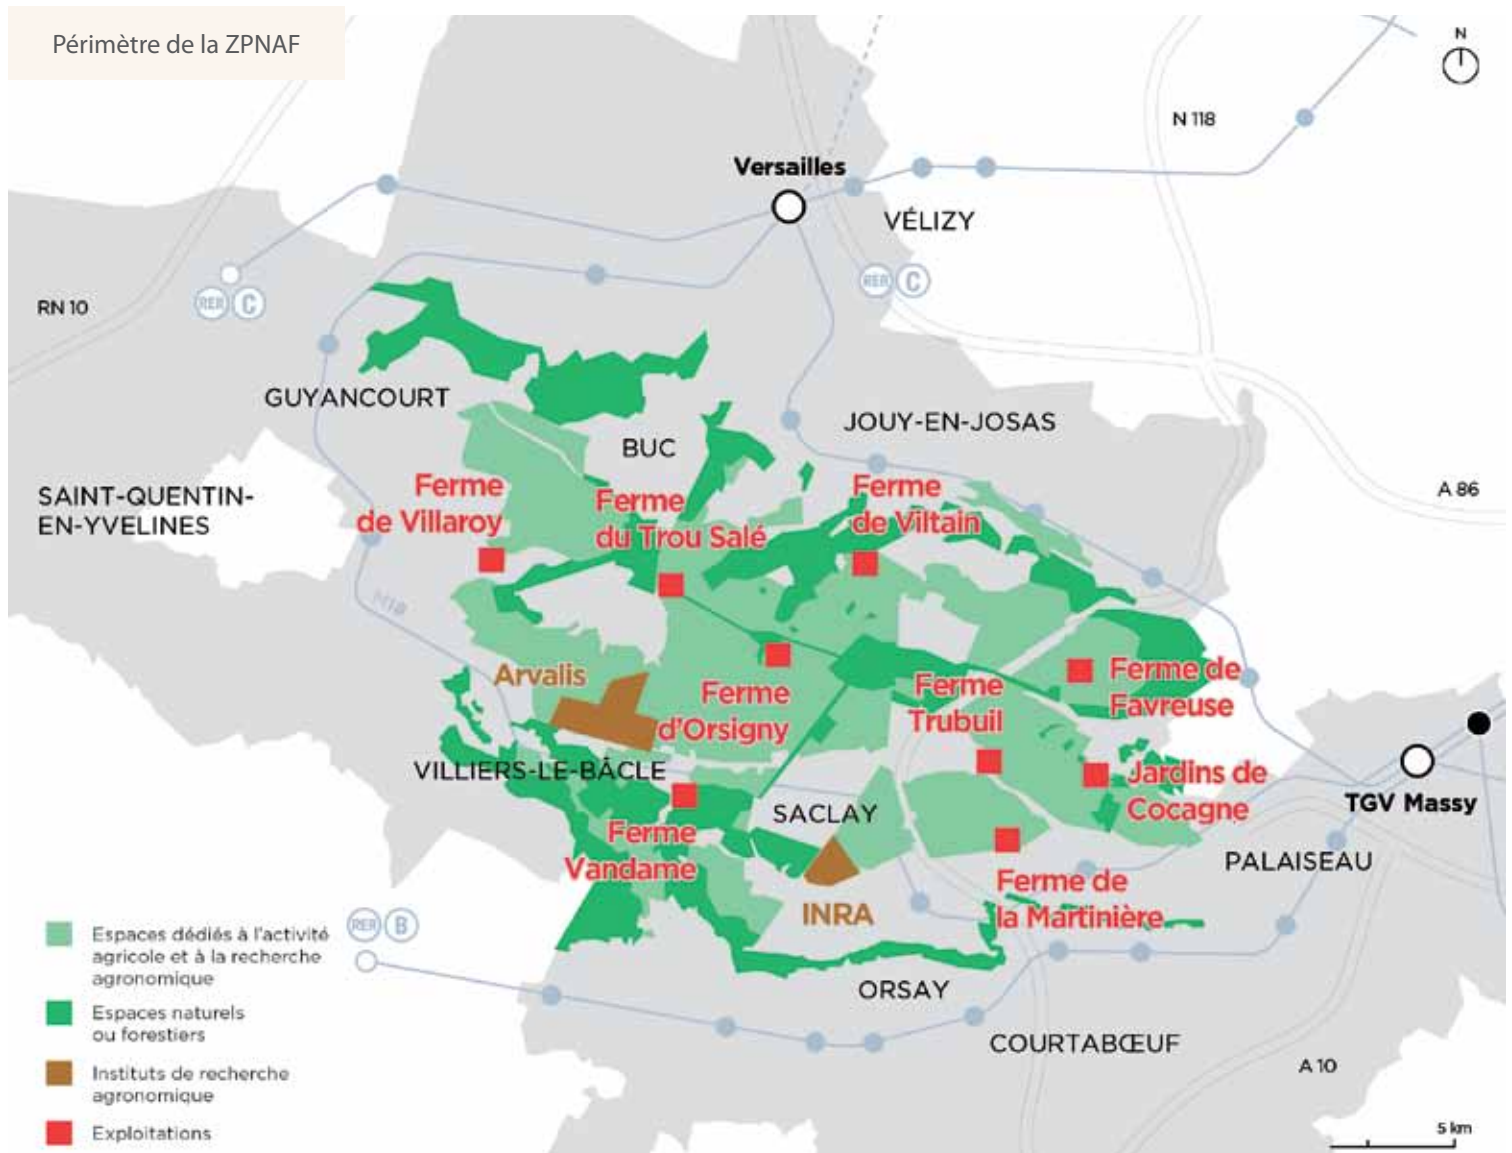 Périmètre de la ZPNAF
N
N 118
Versailles
VÉLIZY
RER C
RER C
RN 10
GUYANCOURT
JOUY-EN-JOSAS
BUC
A 86
SAINT-QUENTIN-
EN-YVELINES
Ferme
de Villaroy
Ferme
du Trou Salé
Ferme
de Viltain
N10
Arvalis
Ferme
d'Orsigny
Ferme
Trubuil
Ferme de
Favreuse
VILLIERS-LE-BÂCLE
Jardins de
Cocagne
TGV Massy
SACLAY
Ferme
Vandame
PALAISEAU
Ferme de
la Martinière
INRA
RER B
ORSAY
COURTABŒUF
A 10
Espaces dédiés à l'activité
agricole et à la recherche
agronomique
Espaces naturels
ou forestiers
Instituts de recherche
agronomique
Exploitations
5 km